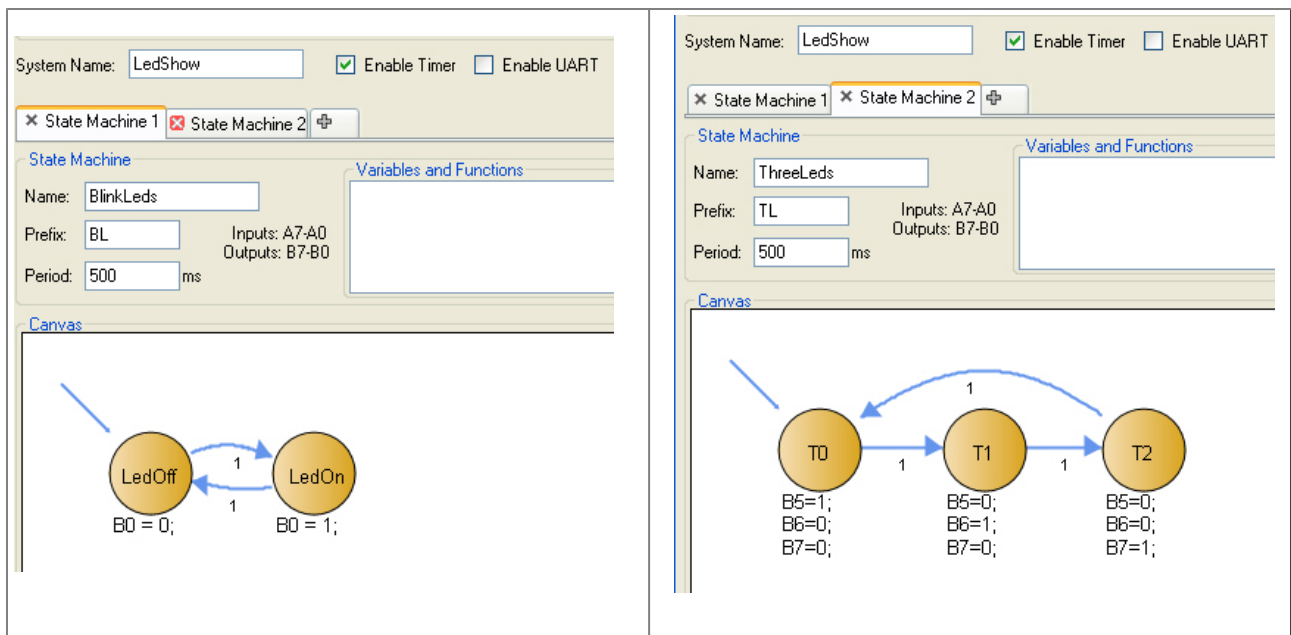 System Name: LedShow Enable Timer Enable UART
State Machine 1 State Machine 2
State Machine
Variables and Functions
Name: BlinkLeds
Prefix: BL Inputs: A7-A0
Outputs: B7-B0
Period: 500 ms
Canvas
1
LedOff LedOn
1
B0 = 0; B0 = 1;
System Name: LedShow Enable Timer Enable UART
State Machine 1 State Machine 2
State Machine
Variables and Functions
Name: ThreeLeds
Prefix: TL Inputs: A7-A0
Outputs: B7-B0
Period: 500 ms
Canvas
1
T0 T1 T2
1 1
B5=1; B5=0; B5=0;
B6=0; B6=1; B6=0;
B7=0; B7=0; B7=1;